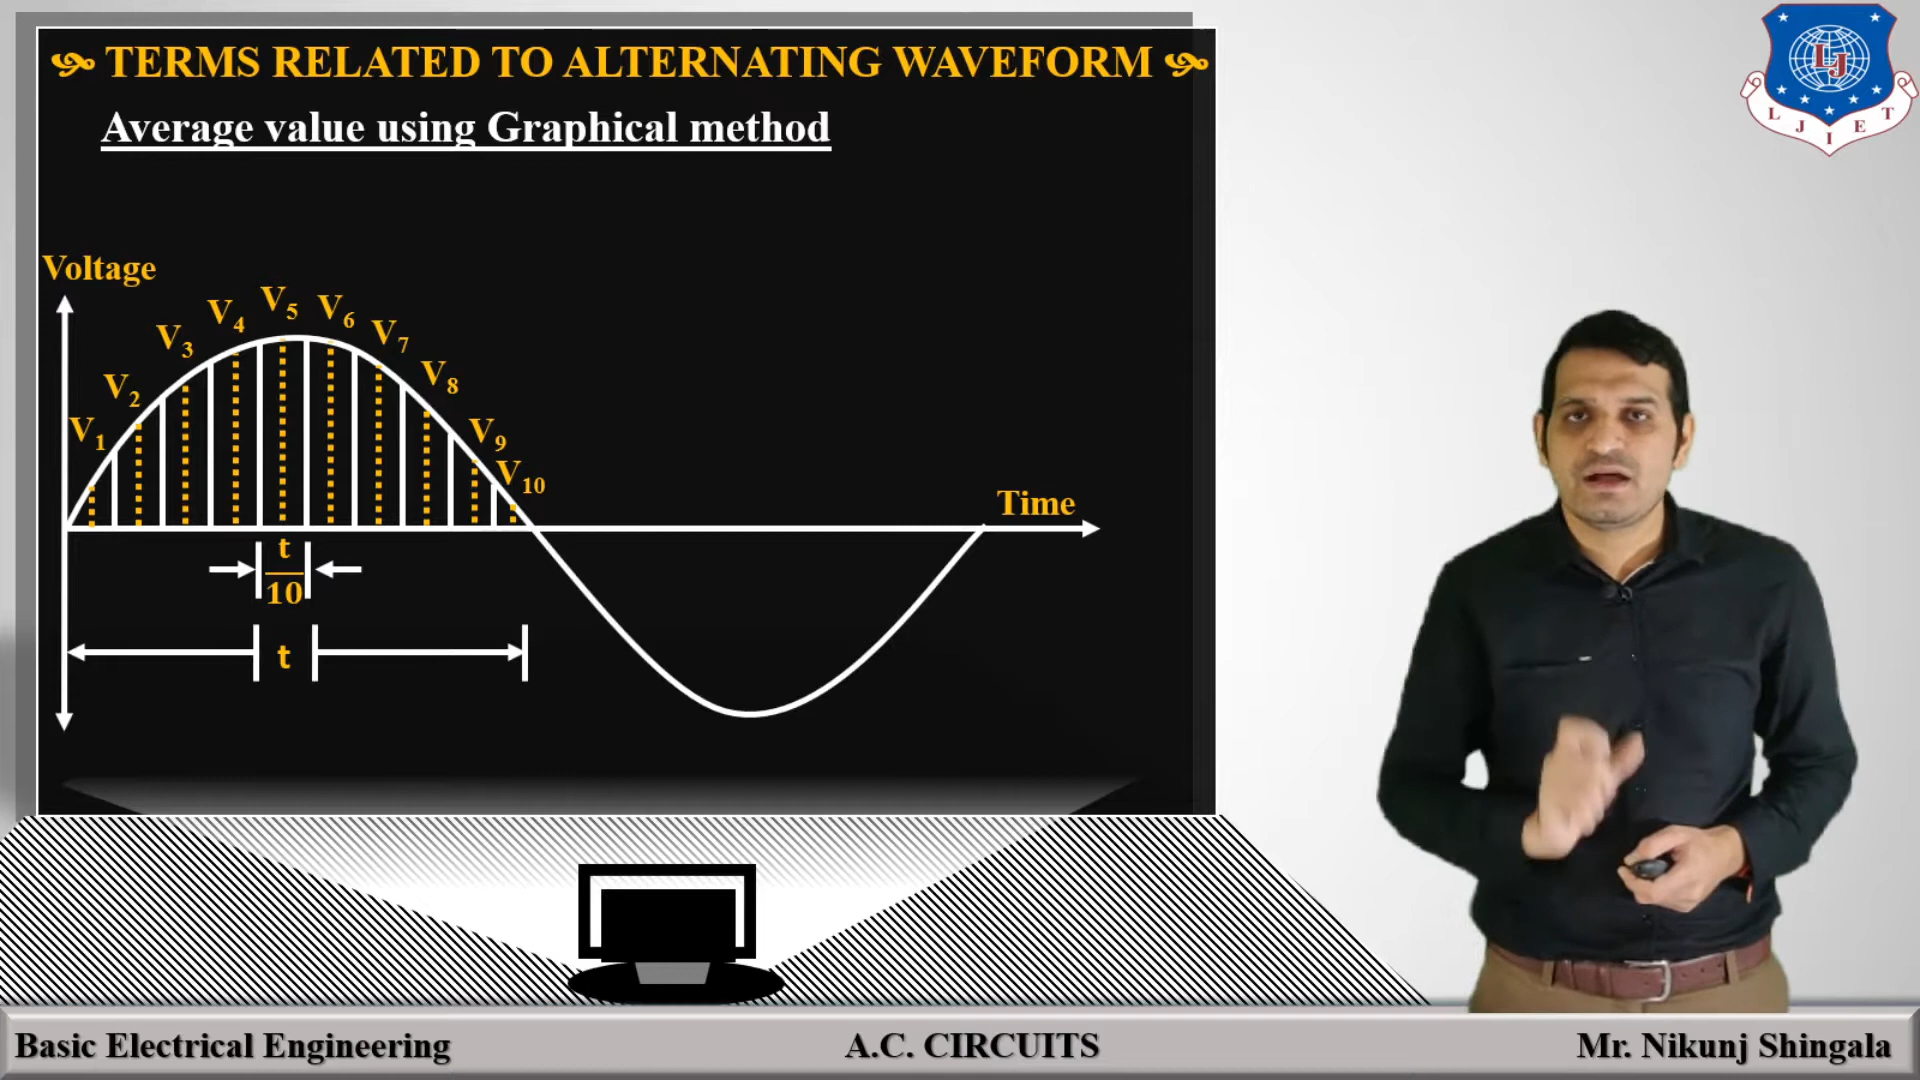 TERMS RELATED TO ALTERNATING WAVEFORM
Average value using Graphical method
Voltage
V1
V2
V3
V4
V5
V6
V7
V8
V9
V10
Time
t
10
t
LJ
L J I E T
Basic Electrical Engineering
A.C. CIRCUITS
Mr. Nikunj Shingala